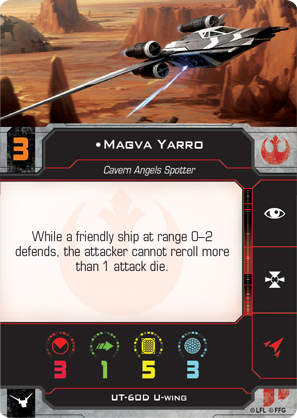 3
•Magva Yarro
Cavern Angels Spotter
While a friendly ship at range 0–2
defends, the attacker cannot reroll more
than 1 attack die.
3 1 5 3
UT-60D U-wing
©LFL ©FFG